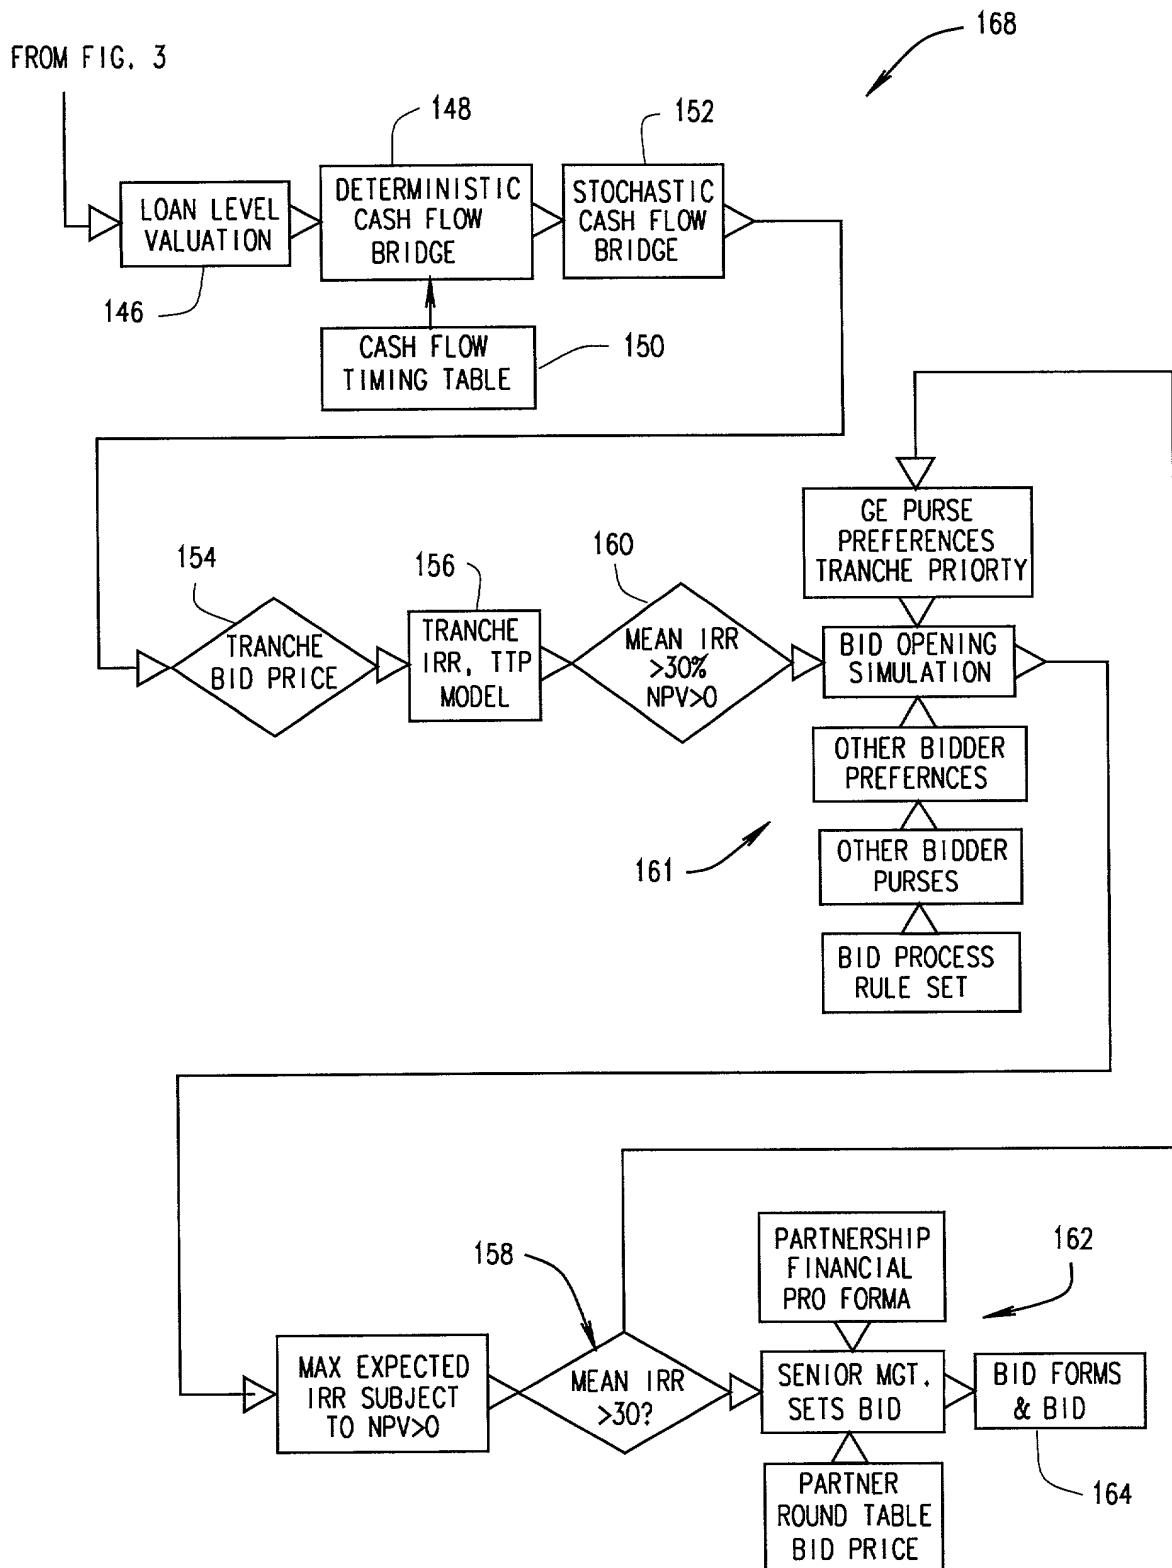 168
FROM FIG. 3
148
152
LOAN LEVEL
VALUATION
DETERMINISTIC
CASH FLOW
BRIDGE
STOCHASTIC
CASH FLOW
BRIDGE
146
CASH FLOW
TIMING TABLE
150
GE PURSE
PREFERENCES
TRANCHE PRIORTY
154
156
160
TRANCHE
BID PRICE
TRANCHE
IRR, TTP
MODEL
MEAN IRR
>30%
NPV>0
BID OPENING
SIMULATION
OTHER BIDDER
PREFERNCES
161
OTHER BIDDER
PURSES
BID PROCESS
RULE SET
158
PARTNERSHIP
FINANCIAL
PRO FORMA
162
MAX EXPECTED
IRR SUBJECT
TO NPV>0
MEAN IRR
>30?
SENIOR MGT.
SETS BID
BID FORMS
& BID
164
PARTNER
ROUND TABLE
BID PRICE